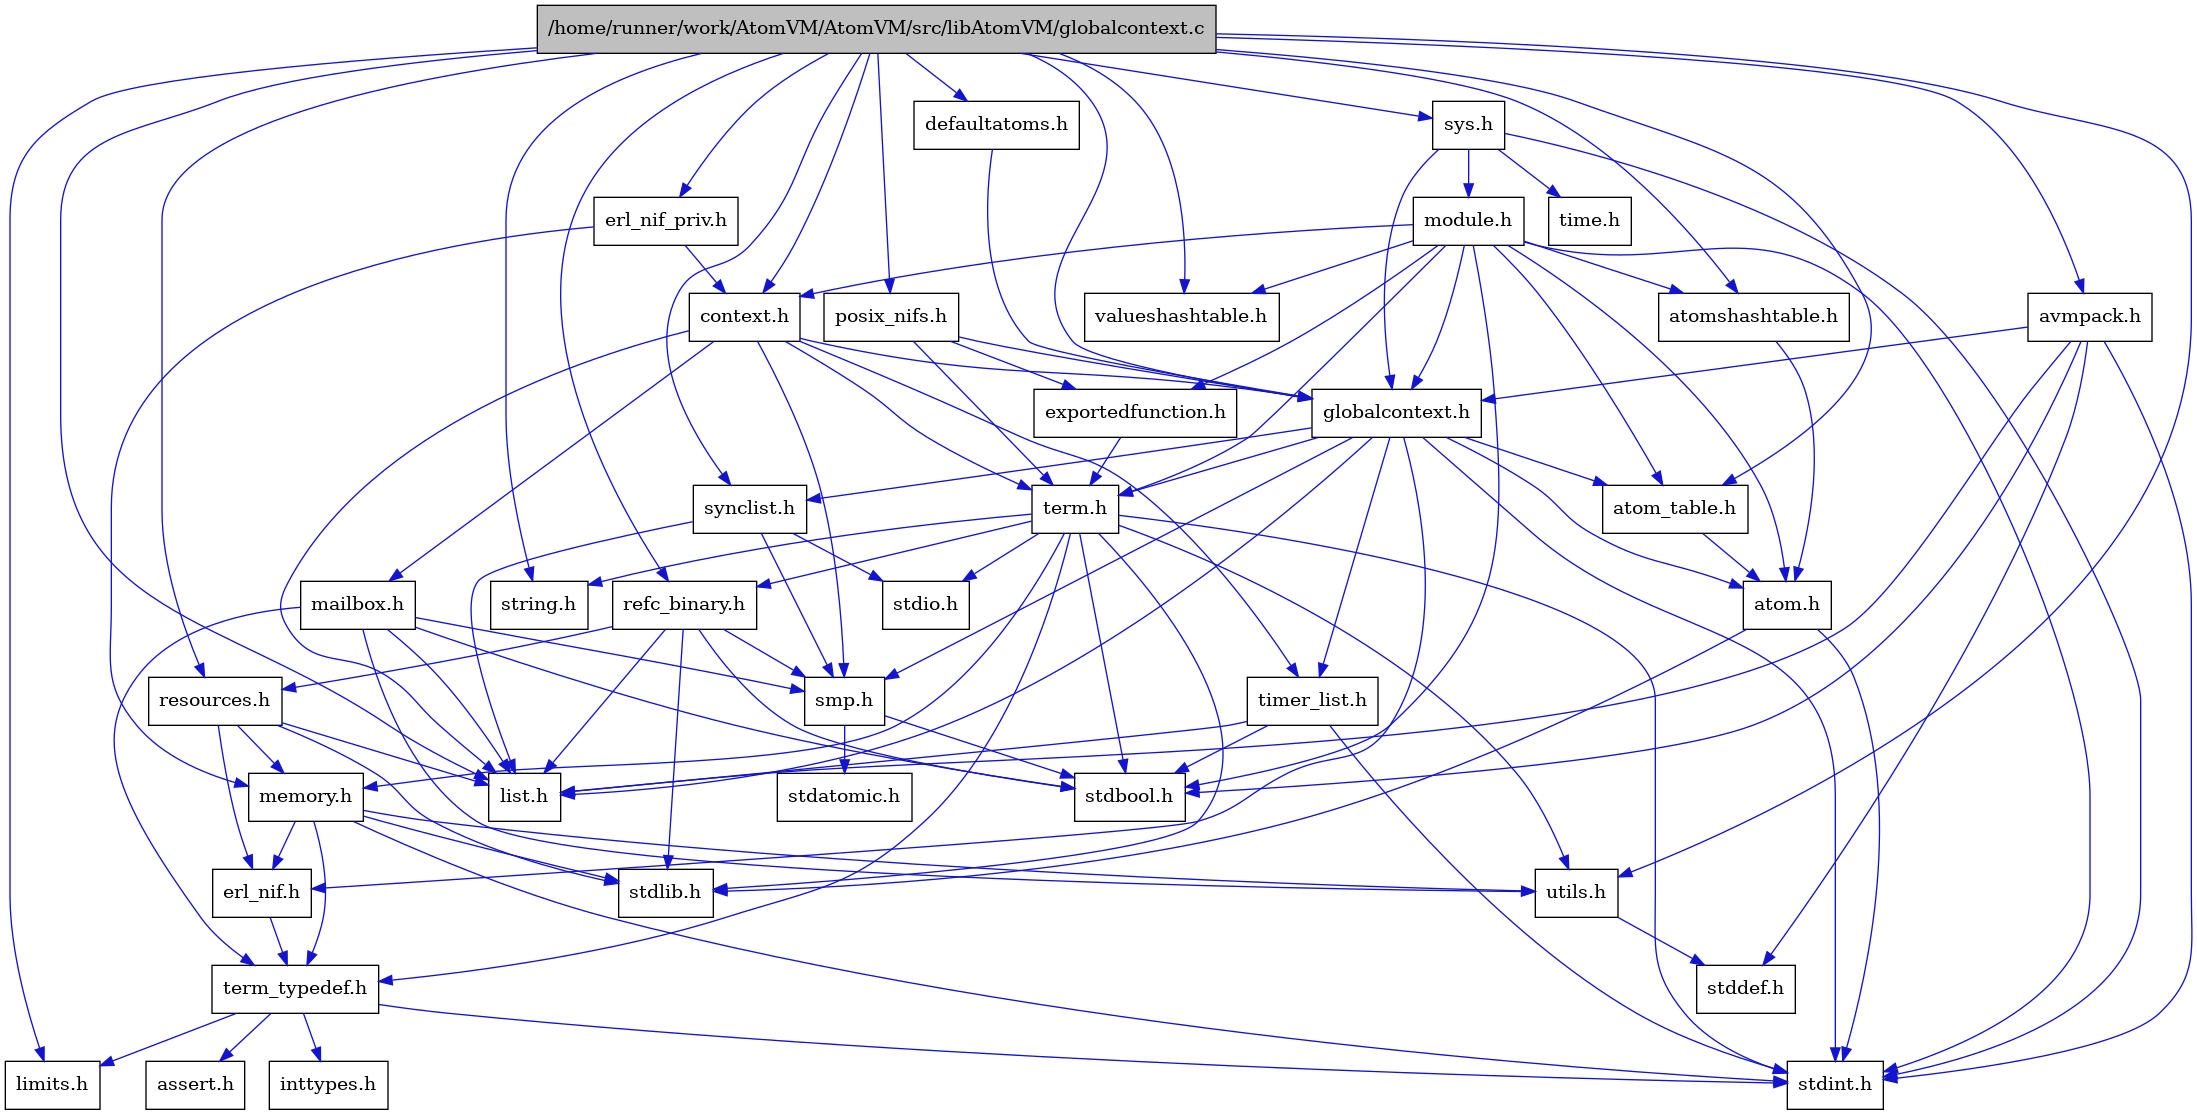 /home/runner/work/AtomVM/AtomVM/src/libAtomVM/globalcontext.c
defaultatoms.h
sys.h
erl_nif_priv.h
module.h
time.h
context.h
posix_nifs.h
valueshashtable.h
atomshashtable.h
avmpack.h
exportedfunction.h
globalcontext.h
synclist.h
term.h
atom_table.h
mailbox.h
string.h
refc_binary.h
stdio.h
atom.h
resources.h
smp.h
timer_list.h
memory.h
list.h
stdatomic.h
stdbool.h
erl_nif.h
stdlib.h
utils.h
term_typedef.h
stddef.h
limits.h
assert.h
inttypes.h
stdint.h